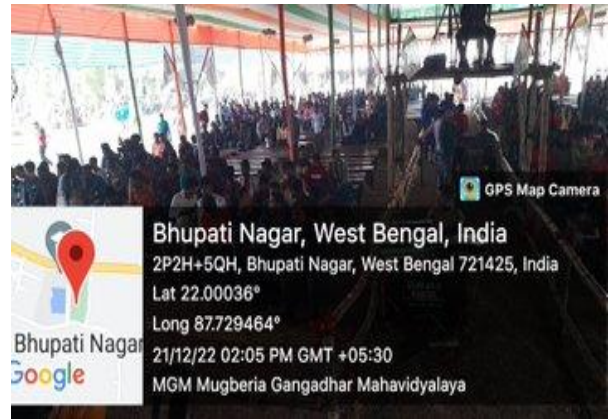 GPS Map Camera
Bhupati Nagar, West Bengal, India
2P2H+5QH, Bhupati Nagar, West Bengal 721425, India
Lat 22.00036°
Long 87.729464°
21/12/22 02:05 PM GMT +05:30
MGM Mugberia Gangadhar Mahavidyalaya
Bhupati Nagar
Google